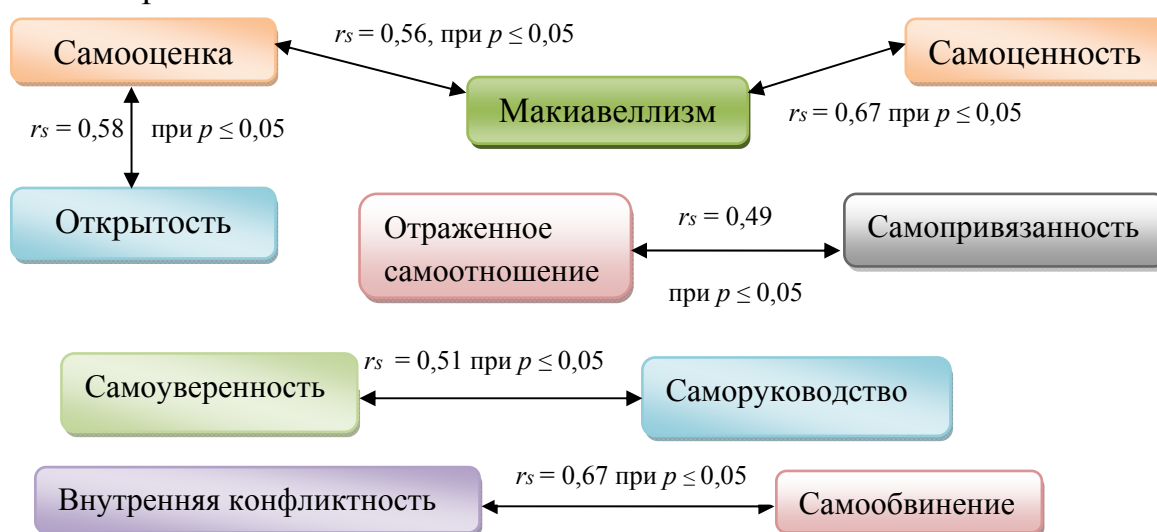 rs = 0,56, при p ≤ 0,05
Самооценка
Самоценность
Макиавеллизм
rs = 0,67 при p ≤ 0,05
rs = 0,58 при p ≤ 0,05
Открытость
Отраженное
самоотношение
rs = 0,49
при p ≤ 0,05
Самопривязанность
rs = 0,51 при p ≤ 0,05
Самоуверенность
Саморуководство
rs = 0,67 при p ≤ 0,05
Внутренняя конфликтность
Самообвинение